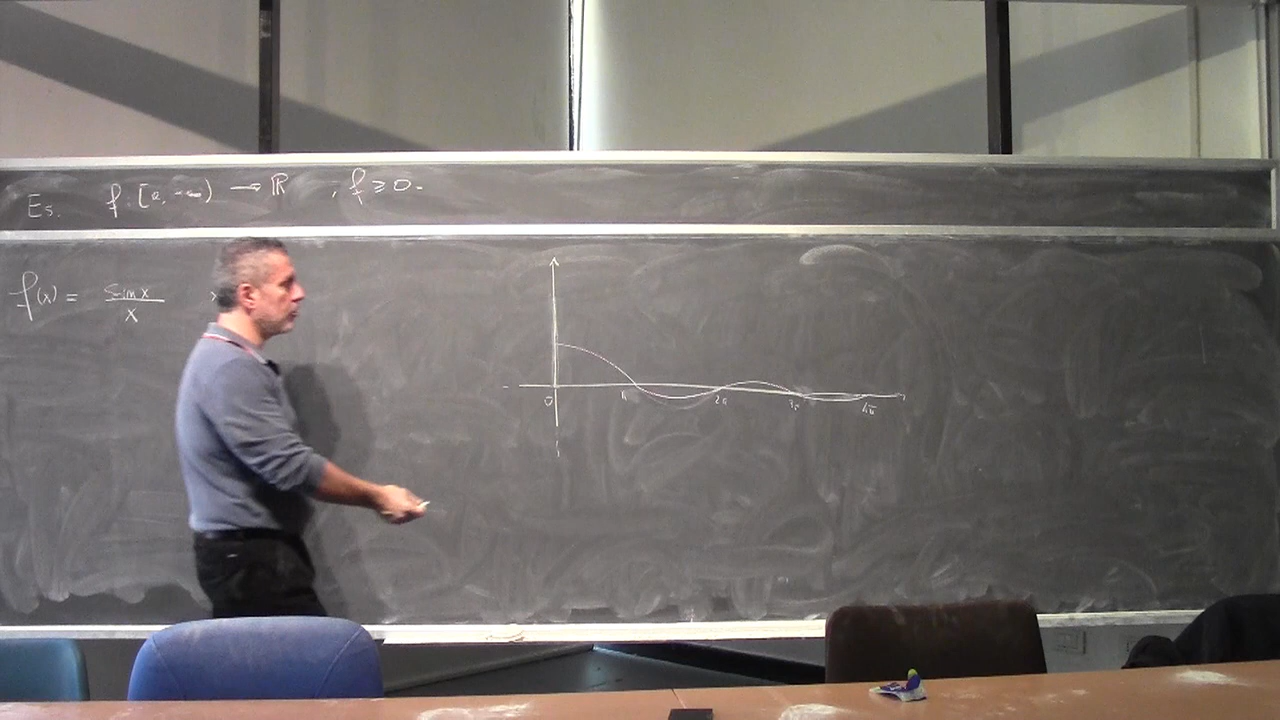 Es. f: [a, +∞) → ℝ, f ≥ 0.
f(x) = sin x / x
0 π 2π 3π 4π